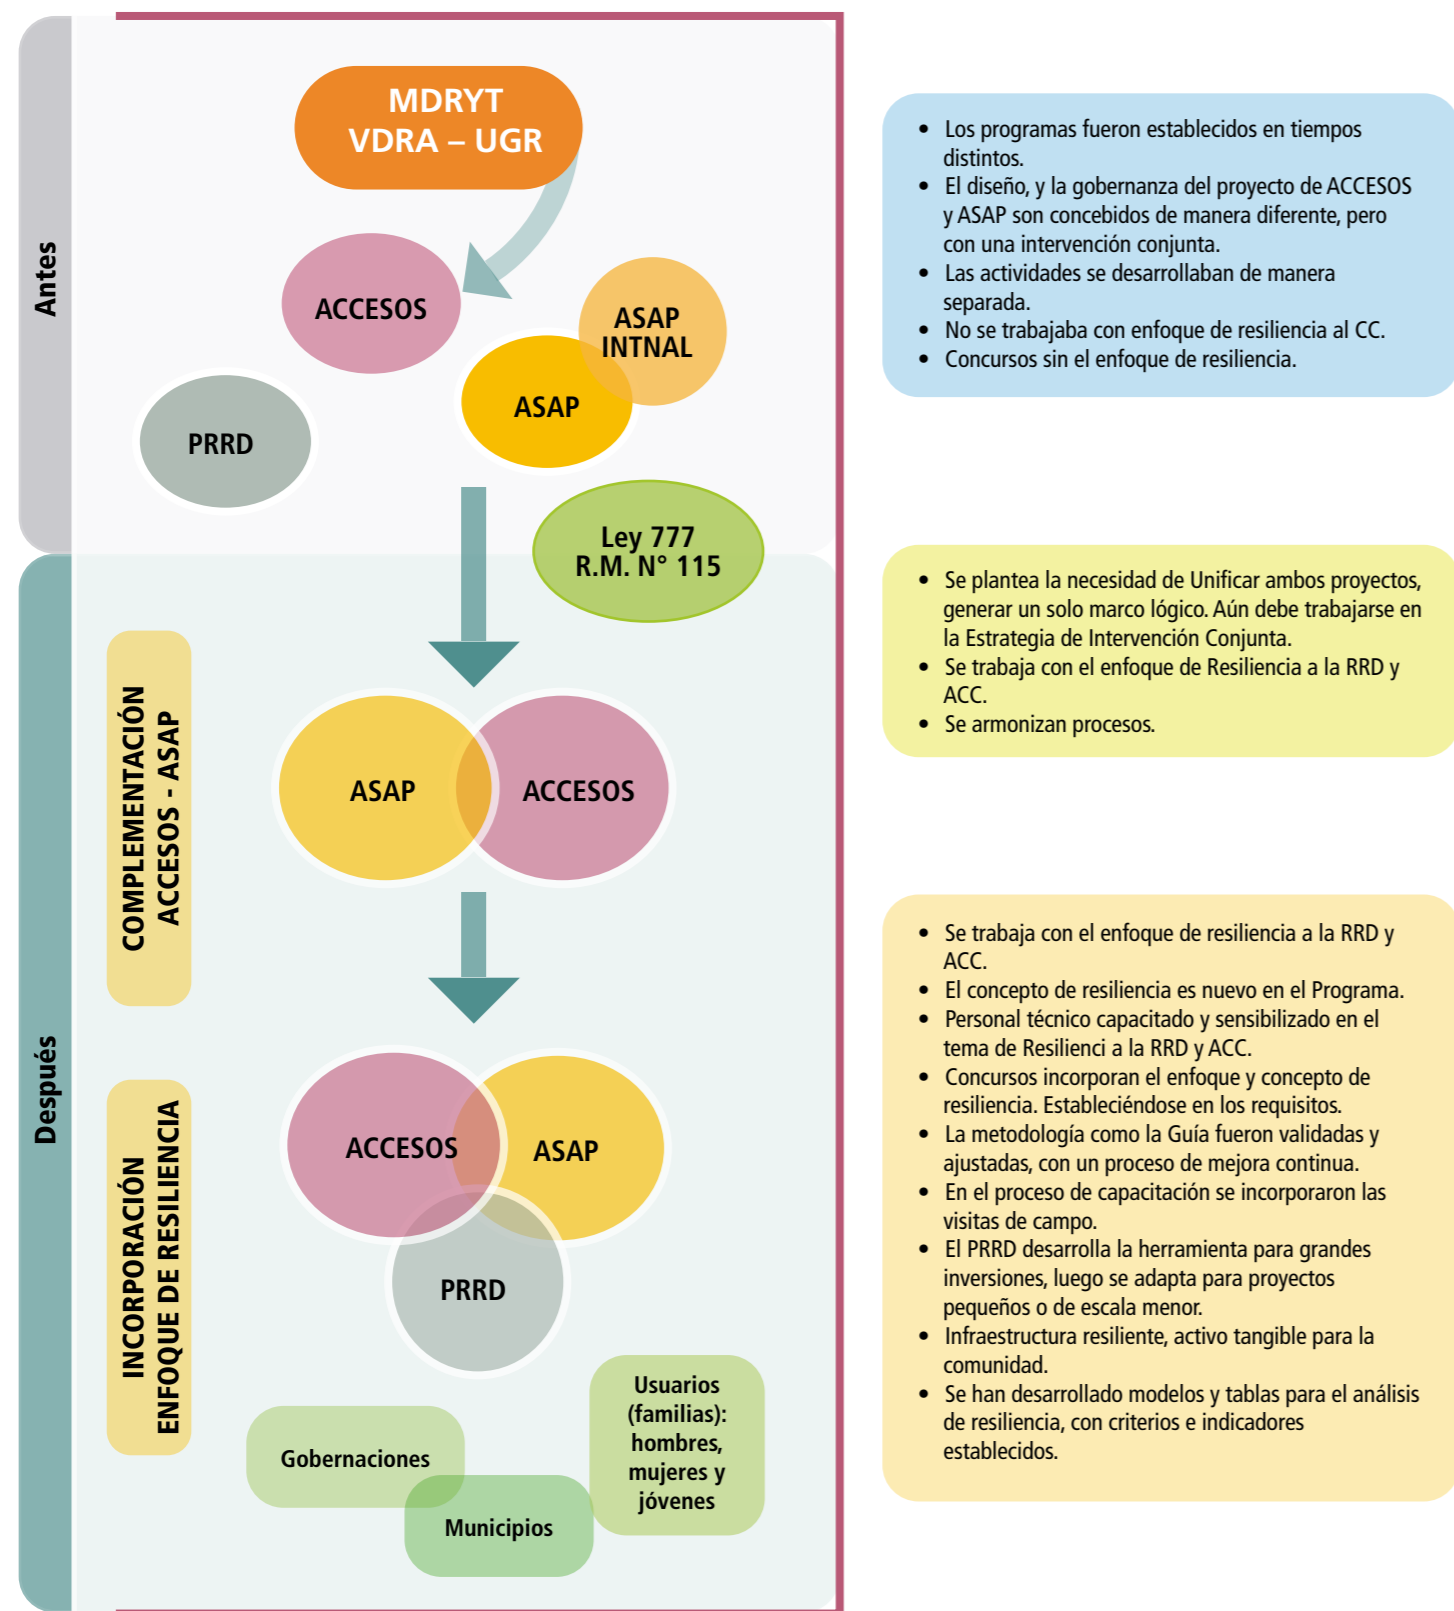 Antes
MDRYT
VDRA – UGR
ACCESOS
ASAP
INTNAL
ASAP
PRRD
Ley 777
R.M. N° 115
• Los programas fueron establecidos en tiempos
distintos.
• El diseño, y la gobernanza del proyecto de ACCESOS
y ASAP son concebidos de manera diferente, pero
con una intervención conjunta.
• Las actividades se desarrollaban de manera
separada.
• No se trabajaba con enfoque de resiliencia al CC.
• Concursos sin el enfoque de resiliencia.
Después
COMPLEMENTACIÓN
ACCESOS - ASAP
ASAP
ACCESOS
• Se plantea la necesidad de Unificar ambos proyectos,
generar un solo marco lógico. Aún debe trabajarse en
la Estrategia de Intervención Conjunta.
• Se trabaja con el enfoque de Resiliencia a la RRD y
ACC.
• Se armonizan procesos.
INCORPORACIÓN
ENFOQUE DE RESILIENCIA
ACCESOS
ASAP
PRRD
Gobernaciones
Municipios
Usuarios
(familias):
hombres,
mujeres y
jóvenes
• Se trabaja con el enfoque de resiliencia a la RRD y
ACC.
• El concepto de resiliencia es nuevo en el Programa.
• Personal técnico capacitado y sensibilizado en el
tema de Resilienci a la RRD y ACC.
• Concursos incorporan el enfoque y concepto de
resiliencia. Estableciéndose en los requisitos.
• La metodología como la Guía fueron validadas y
ajustadas, con un proceso de mejora continua.
• En el proceso de capacitación se incorporaron las
visitas de campo.
• El PRRD desarrolla la herramienta para grandes
inversiones, luego se adapta para proyectos
pequeños o de escala menor.
• Infraestructura resiliente, activo tangible para la
comunidad.
• Se han desarrollado modelos y tablas para el análisis
de resiliencia, con criterios e indicadores
establecidos.